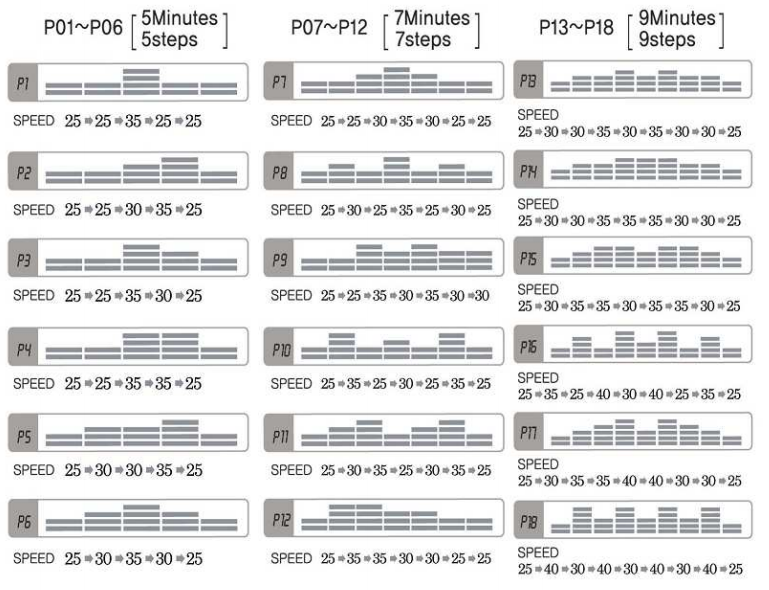 P01~P06 [5Minutes
5steps]
P1
SPEED 25➡25➡35➡25➡25
P2
SPEED 25➡25➡30➡35➡25
P3
SPEED 25➡25➡35➡30➡25
P4
SPEED 25➡25➡35➡35➡25
P5
SPEED 25➡30➡30➡35➡25
P6
SPEED 25➡30➡35➡30➡25
P07~P12 [7Minutes
7steps]
P7
SPEED 25➡25➡30➡35➡30➡25➡25
P8
SPEED 25➡30➡25➡35➡25➡30➡25
P9
SPEED 25➡25➡35➡30➡35➡30➡30
P10
SPEED 25➡35➡25➡30➡25➡35➡25
P11
SPEED 25➡30➡35➡25➡30➡35➡25
P12
SPEED 25➡35➡35➡30➡30➡25➡25
P13~P18 [9Minutes
9steps]
P13
SPEED
25➡30➡30➡35➡30➡35➡30➡30➡25
P14
SPEED
25➡30➡30➡35➡35➡35➡30➡30➡25
P15
SPEED
25➡30➡35➡35➡30➡35➡35➡30➡25
P16
SPEED
25➡35➡25➡40➡30➡40➡25➡35➡25
P17
SPEED
25➡30➡35
P18
SPEED
25➡40➡30➡40➡30➡40➡30➡40➡25